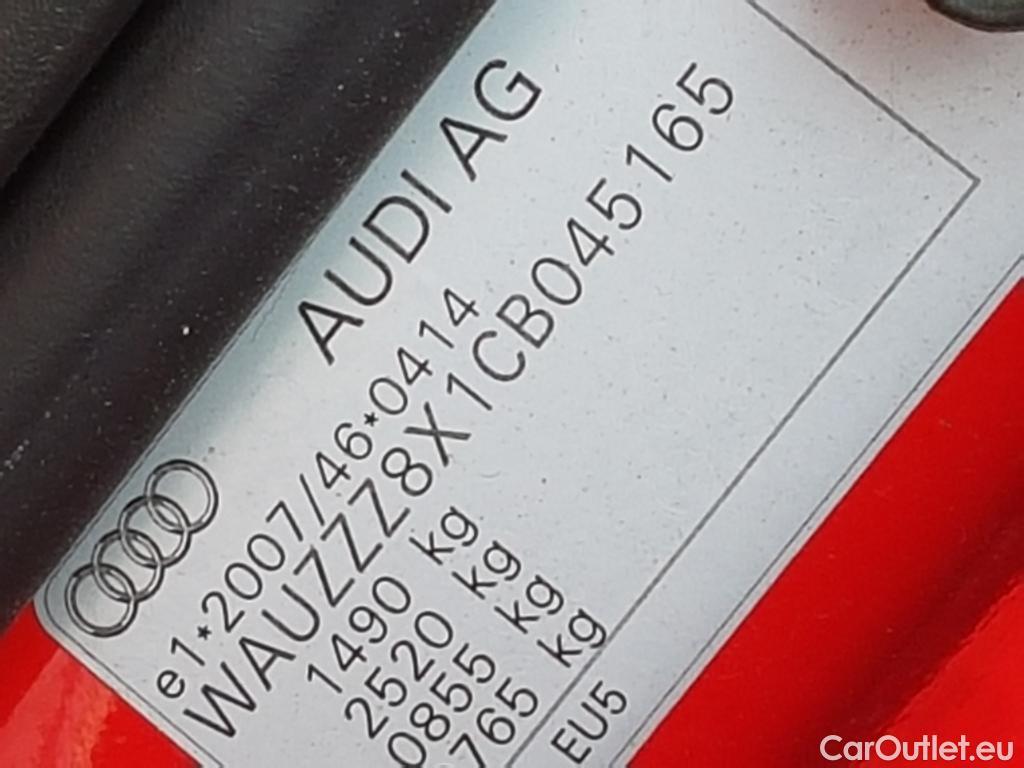 AUDI AG
e1*2007/46*0414
WAUZZZ8X1CB045165
1490 kg
2520 kg
0855 kg
765 kg
EU5
CarOutlet.eu